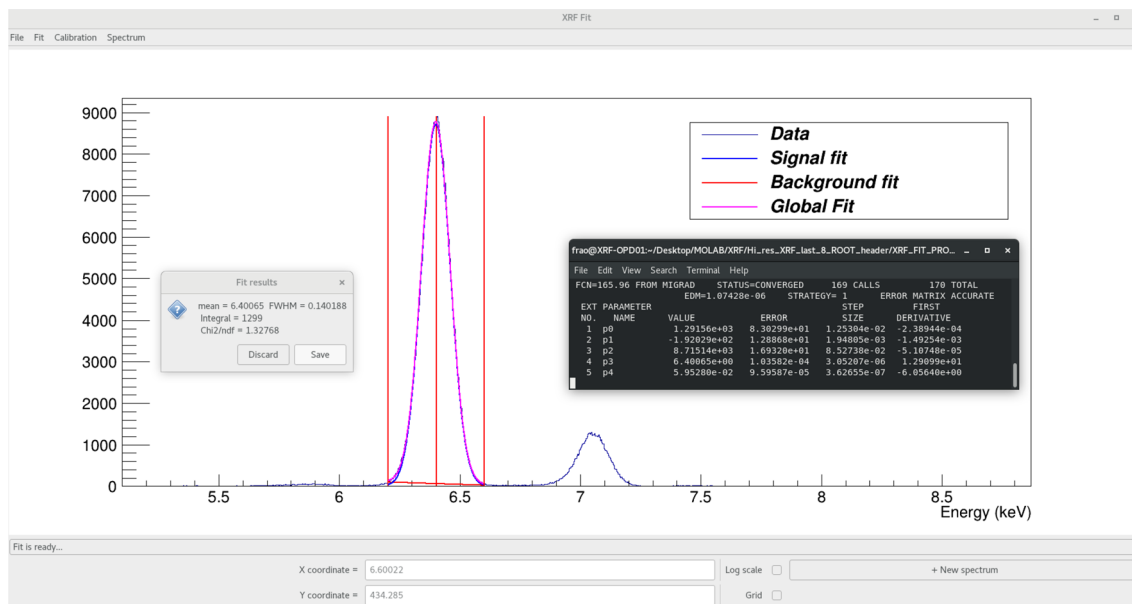 XRF Fit
File Fit Calibration Spectrum
9000
8000
7000
6000
5000
4000
3000
2000
1000
0
5.5 6 6.5 7 7.5 8 8.5
Energy (keV)
Data
Signal fit
Background fit
Global Fit
Fit results
mean = 6.40065 FWHM = 0.140188
Integral = 1299
Chi2/ndf = 1.32768
Discard Save
frao@XRF-OPD01:~/Desktop/MOLAB/XRF/Hi_res_XRF_last_8_ROOT_header/XRF_FIT_PRO...
File Edit View Search Terminal Help
FCN=165.96 FROM MIGRAD STATUS=CONVERGED 169 CALLS 170 TOTAL
EDM=1.07428e-06 STRATEGY= 1 ERROR MATRIX ACCURATE
EXT PARAMETER STEP FIRST
NO. NAME VALUE ERROR SIZE DERIVATIVE
1 p0 1.29156e+03 8.30299e+01 1.25304e-02 -2.38944e-04
2 p1 -1.92029e+02 1.28868e+01 1.94805e-03 -1.49254e-03
3 p2 8.71514e+03 1.69320e+01 8.52738e-02 -5.10748e-05
4 p3 6.40065e+00 1.03582e-04 3.05207e-06 1.29099e+01
5 p4 5.95280e-02 9.59587e-05 3.62655e-07 -6.05640e+00
Fit is ready...
X coordinate = 6.60022 Log scale + New spectrum
Y coordinate = 434.285 Grid